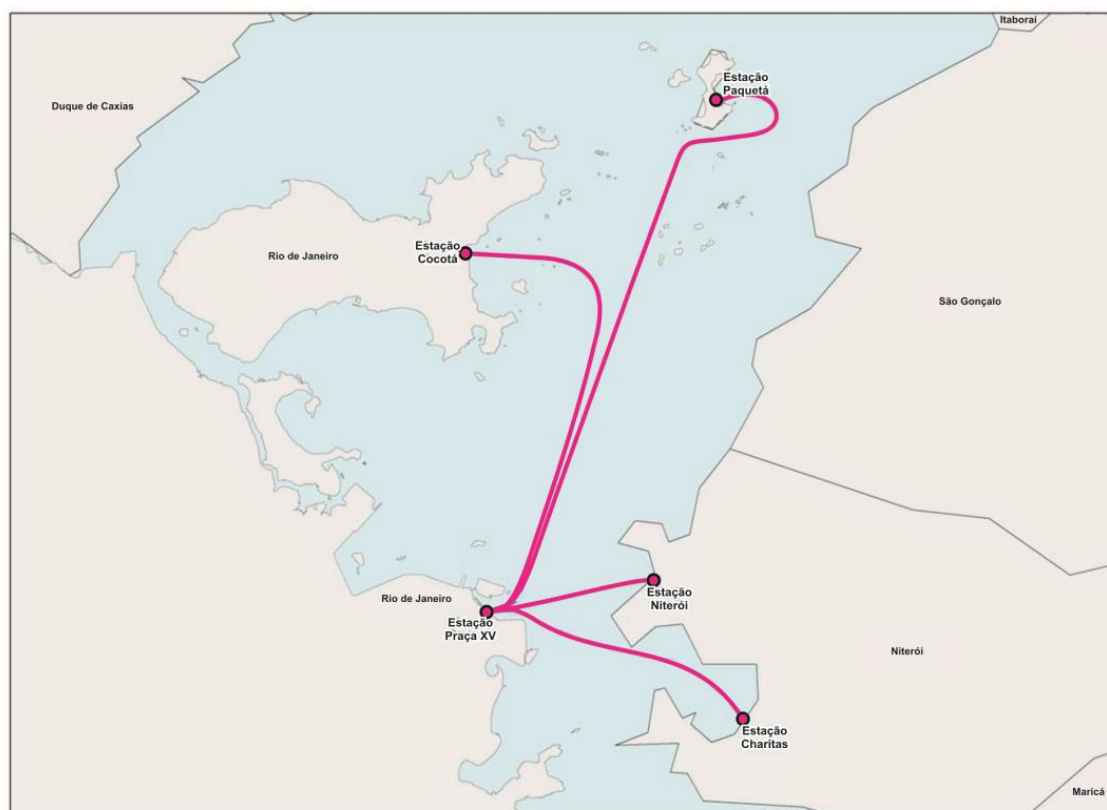 Itaboraí
Estação
Paquetá
Duque de Caxias
Estação
Cocotá
Rio de Janeiro
São Gonçalo
Estação
Niterói
Rio de Janeiro
Estação
Praça XV
Niterói
Estação
Charitas
Maricá